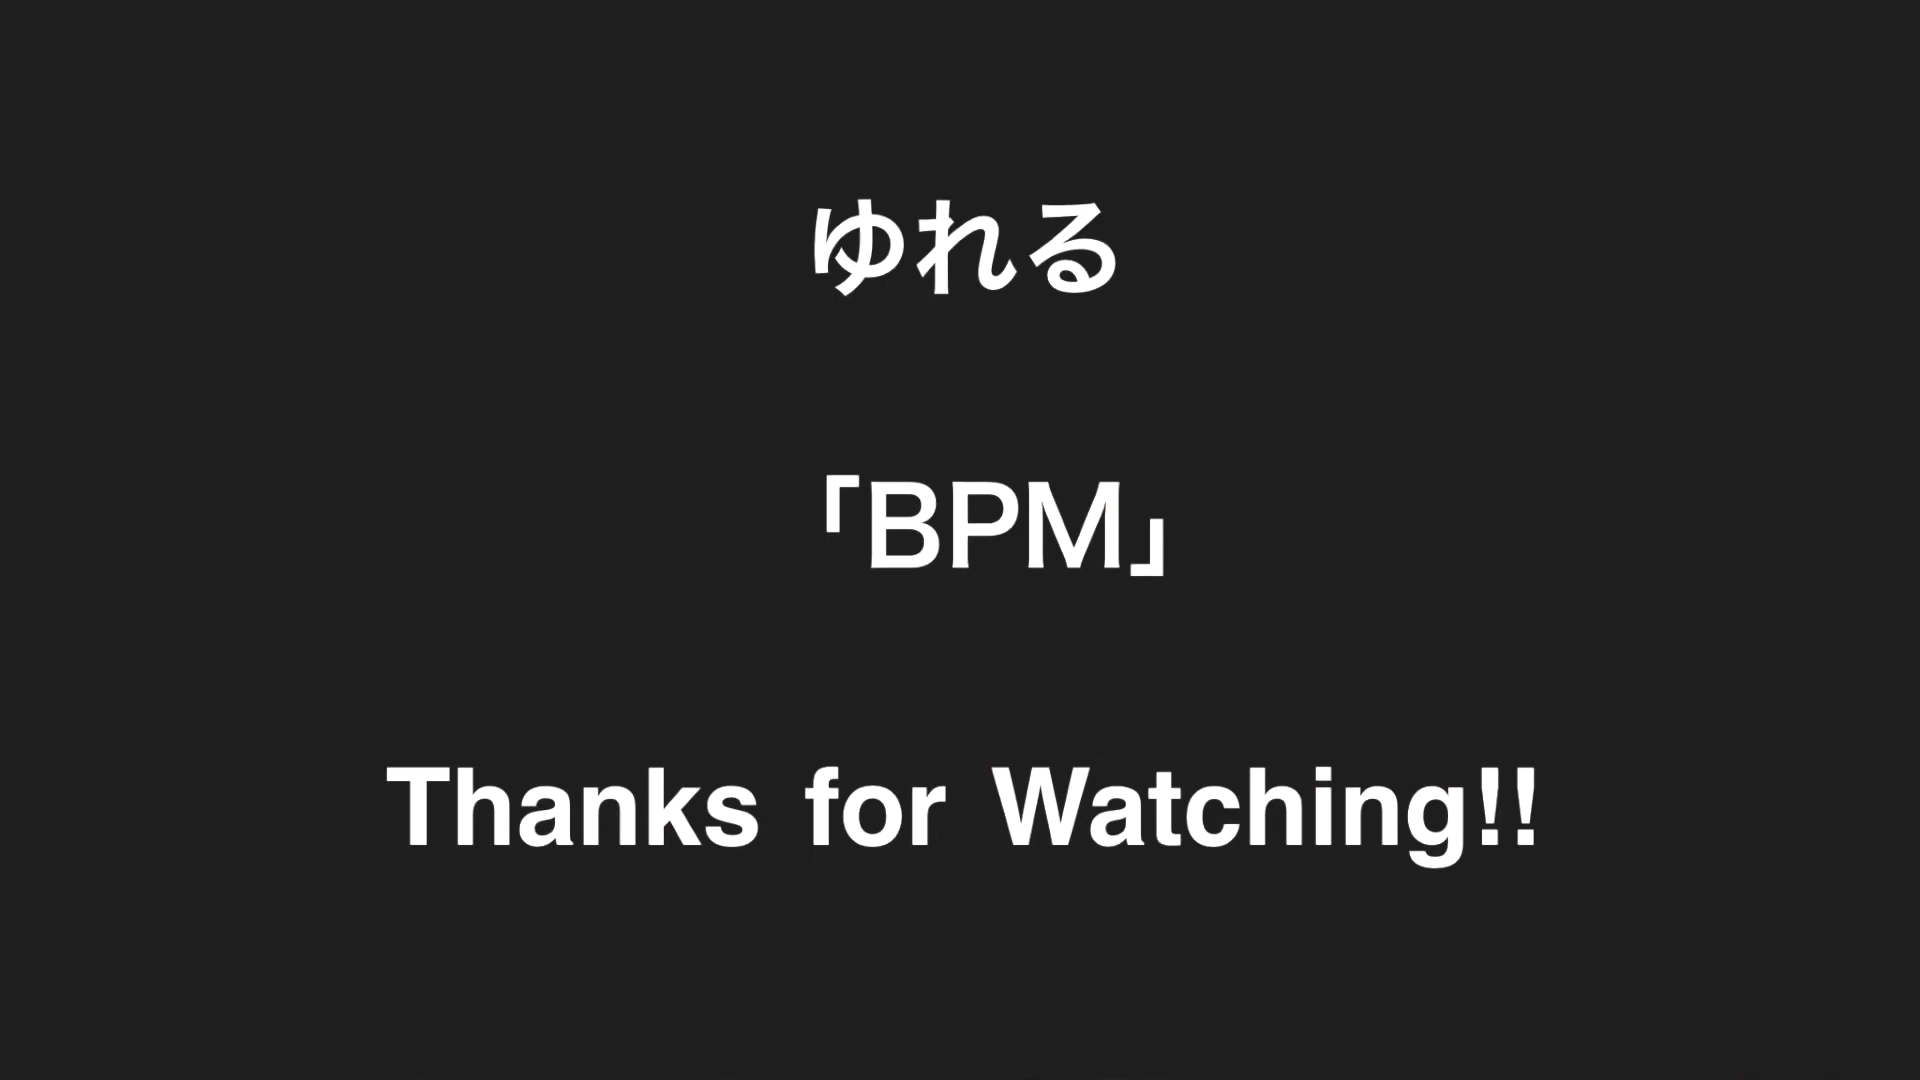 ゆれる
「BPM」
Thanks for Watching!!